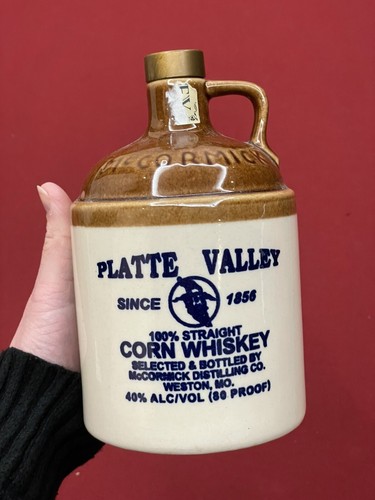 McCORMICK
PLATTE VALLEY
SINCE 1856
100% STRAIGHT
CORN WHISKEY
SELECTED & BOTTLED BY
McCORMICK DISTILLING CO.
WESTON, MO.
40% ALC/VOL (80 PROOF)